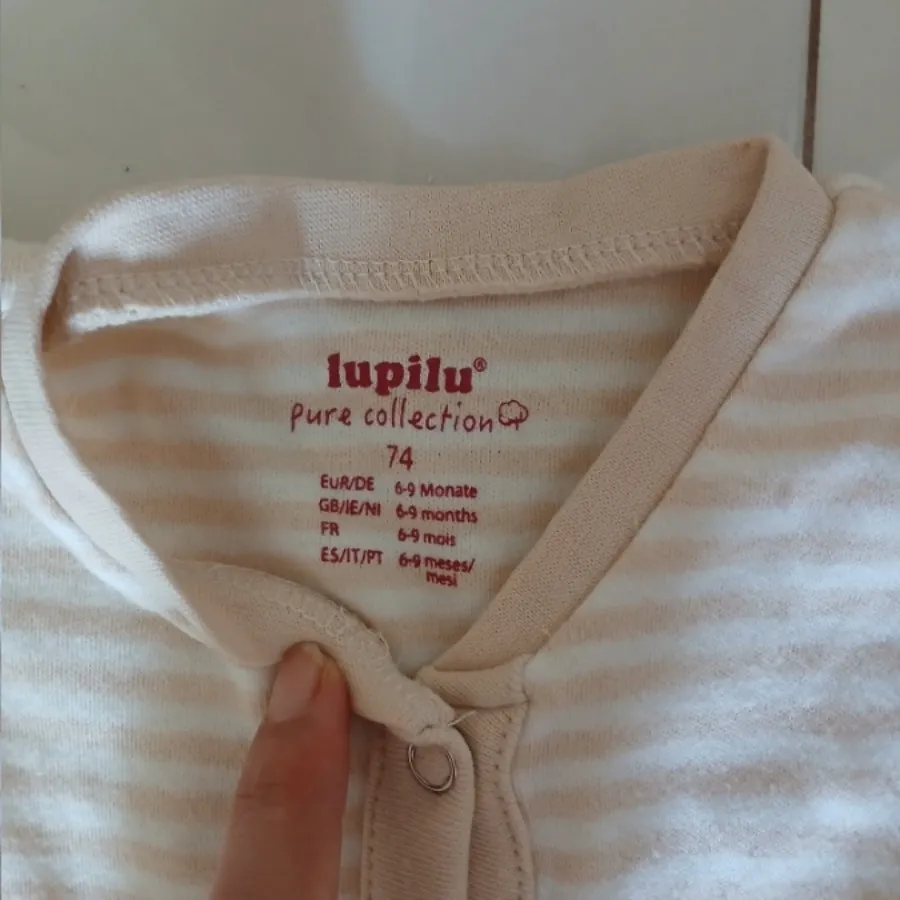 lupilu®
pure collection
74
EUR/DE 6-9 Monate
GB/IE/NI 6-9 months
FR 6-9 mois
ES/IT/PT 6-9 meses/
mesi